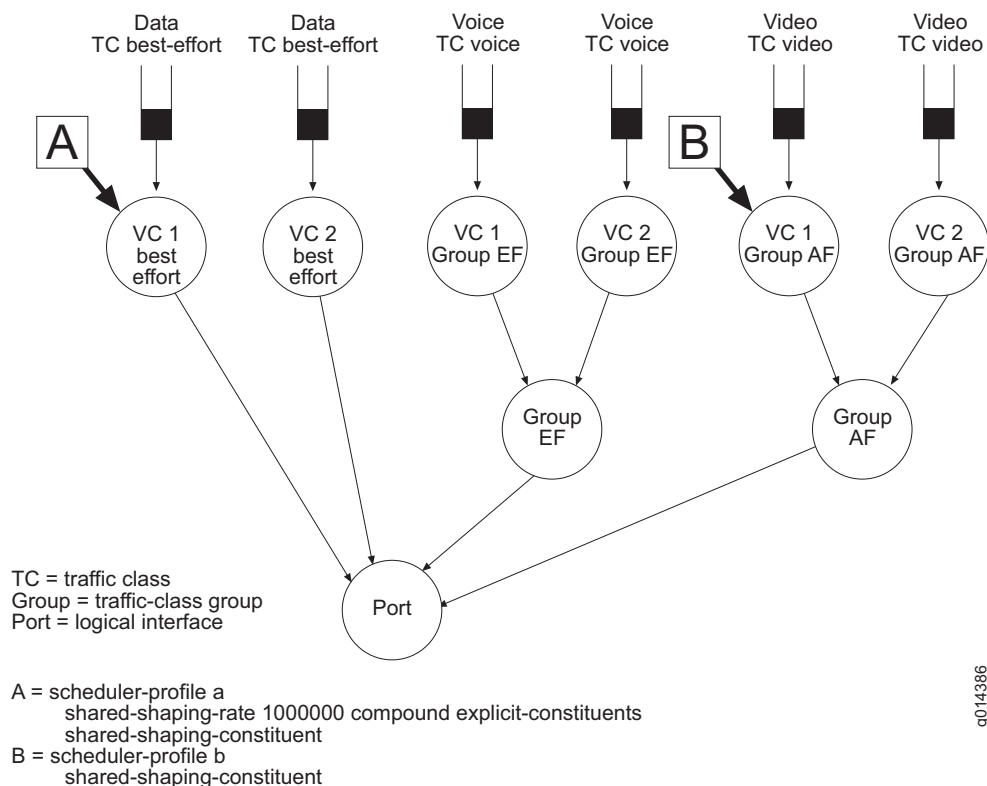 Data
TC best-effort
Data
TC best-effort
Voice
TC voice
Voice
TC voice
Video
TC video
Video
TC video
A
B
VC 1
best
effort
VC 2
best
effort
VC 1
Group EF
VC 2
Group EF
VC 1
Group AF
VC 2
Group AF
Group
EF
Group
AF
Port
TC = traffic class
Group = traffic-class group
Port = logical interface
A = scheduler-profile a
shared-shaping-rate 1000000 compound explicit-constituents
shared-shaping-constituent
B = scheduler-profile b
shared-shaping-constituent
g014386